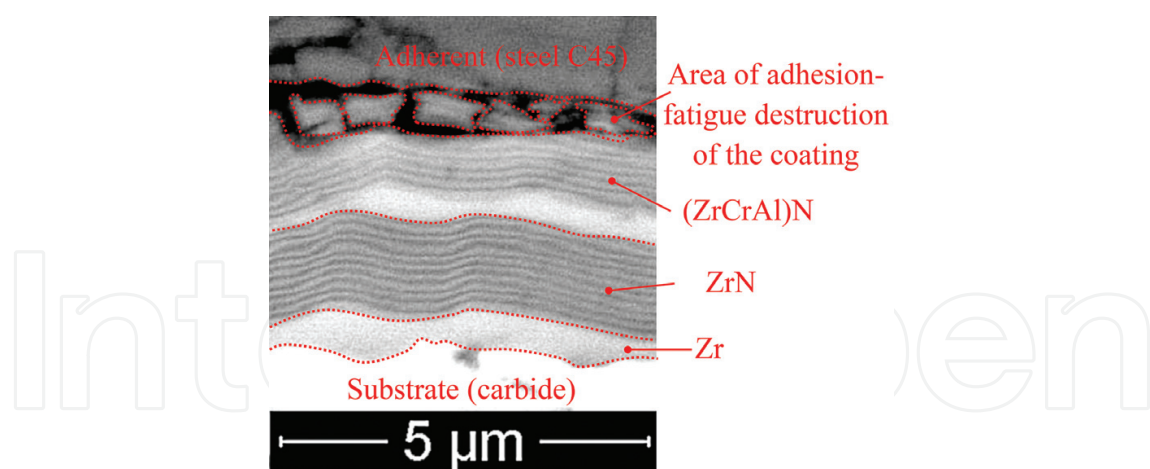 Adherent (steel C45)
Area of adhesion-
fatigue destruction
of the coating
(ZrCrAl)N
ZrN
Zr
Substrate (carbide)
5 µm